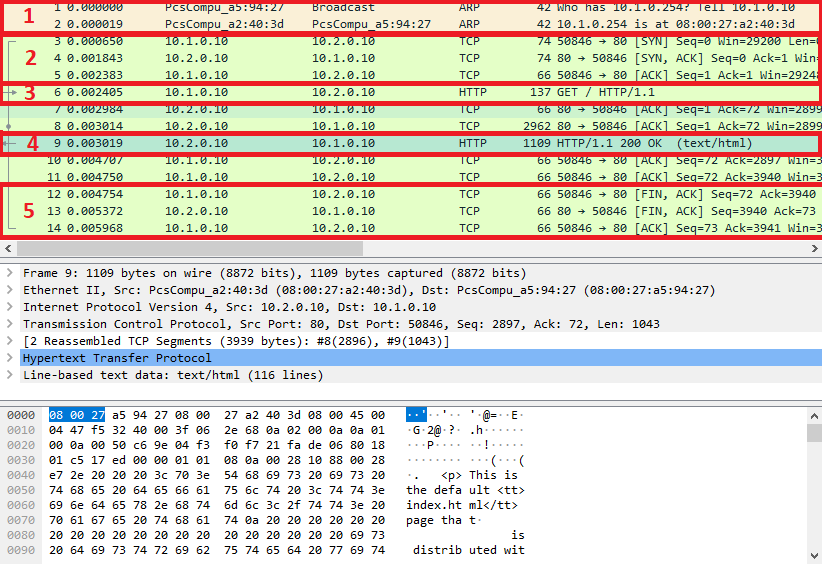 1 0.000000 PcsCompu_a5:94:27 Broadcast ARP 42 Who has 10.1.0.254? Tell 10.1.0.10
2 0.000019 PcsCompu_a2:40:3d PcsCompu_a5:94:27 ARP 42 10.1.0.254 is at 08:00:27:a2:40:3d
1
3 0.000650 10.1.0.10 10.2.0.10 TCP 74 50846 → 80 [SYN] Seq=0 Win=29200 Len=
4 0.001843 10.2.0.10 10.1.0.10 TCP 74 80 → 50846 [SYN, ACK] Seq=0 Ack=1 Win=
5 0.002383 10.1.0.10 10.2.0.10 TCP 66 50846 → 80 [ACK] Seq=1 Ack=1 Win=2924
2
3 6 0.002405 10.1.0.10 10.2.0.10 HTTP 137 GET / HTTP/1.1
7 0.002984 10.2.0.10 10.1.0.10 TCP 66 80 → 50846 [ACK] Seq=1 Ack=72 Win=2899
8 0.003014 10.2.0.10 10.1.0.10 TCP 2962 80 → 50846 [ACK] Seq=1 Ack=72 Win=2899
4 9 0.003019 10.2.0.10 10.1.0.10 HTTP 1109 HTTP/1.1 200 OK (text/html)
10 0.004707 10.1.0.10 10.2.0.10 TCP 66 50846 → 80 [ACK] Seq=72 Ack=2897 Win=3
11 0.004750 10.1.0.10 10.2.0.10 TCP 66 50846 → 80 [ACK] Seq=72 Ack=3940 Win=3
12 0.004754 10.1.0.10 10.2.0.10 TCP 66 50846 → 80 [FIN, ACK] Seq=72 Ack=3940
5 13 0.005372 10.2.0.10 10.1.0.10 TCP 66 80 → 50846 [FIN, ACK] Seq=3940 Ack=73
14 0.005968 10.1.0.10 10.2.0.10 TCP 66 50846 → 80 [ACK] Seq=73 Ack=3941 Win=3
Frame 9: 1109 bytes on wire (8872 bits), 1109 bytes captured (8872 bits)
Ethernet II, Src: PcsCompu_a2:40:3d (08:00:27:a2:40:3d), Dst: PcsCompu_a5:94:27 (08:00:27:a5:94:27)
Internet Protocol Version 4, Src: 10.2.0.10, Dst: 10.1.0.10
Transmission Control Protocol, Src Port: 80, Dst Port: 50846, Seq: 2897, Ack: 72, Len: 1043
[2 Reassembled TCP Segments (3939 bytes): #8(2896), #9(1043)]
Hypertext Transfer Protocol
Line-based text data: text/html (116 lines)
0000 08 00 27 a5 94 27 08 00 27 a2 40 3d 08 00 45 00 ··'··'·· '·@=··E·
0010 04 47 f5 32 40 00 3f 06 2e 68 0a 02 00 0a 0a 01 ·G·2@·?· .h······
0020 00 0a 00 50 c6 9e 04 f3 f0 f7 21 fa de 06 80 18 ···P···· ··!·····
0030 01 c5 17 ed 00 00 01 01 08 0a 00 28 10 88 00 28 ········ ···(···(
0040 e7 2e 20 20 20 3c 70 3e 54 68 69 73 20 69 73 20 ·.   <p> This is
0050 74 68 65 20 64 65 66 61 75 6c 74 20 3c 74 74 3e the defa ult <tt>
0060 69 6e 64 65 78 2e 68 74 6d 6c 3c 2f 74 74 3e 20 index.ht ml</tt>
0070 70 61 67 65 20 74 68 61 74 0a 20 20 20 20 20 20 page tha t·
0080 20 20 20 20 20 20 20 20 20 20 20 20 20 20 69 73 is
0090 20 64 69 73 74 72 69 62 75 74 65 64 20 77 69 74 distrib uted wit